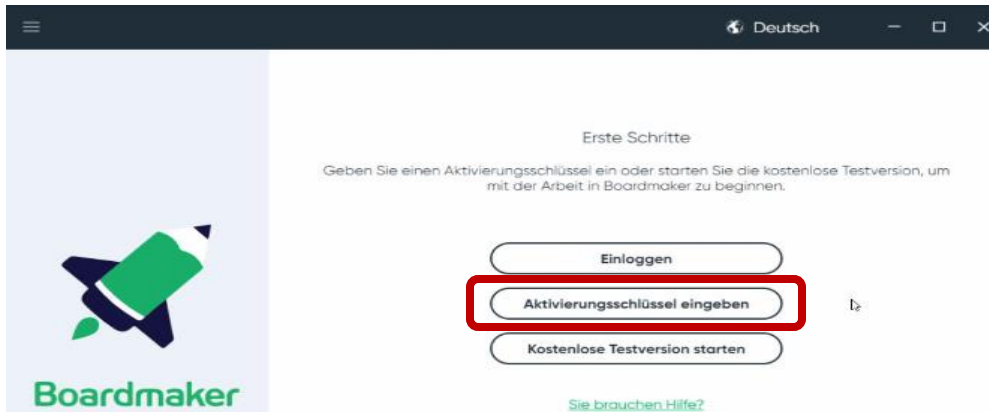 Deutsch
Erste Schritte
Geben Sie einen Aktivierungsschlüssel ein oder starten Sie die kostenlose Testversion, um
mit der Arbeit in Boardmaker zu beginnen.
Einloggen
Aktivierungsschlüssel eingeben
Kostenlose Testversion starten
Boardmaker
Sie brauchen Hilfe?